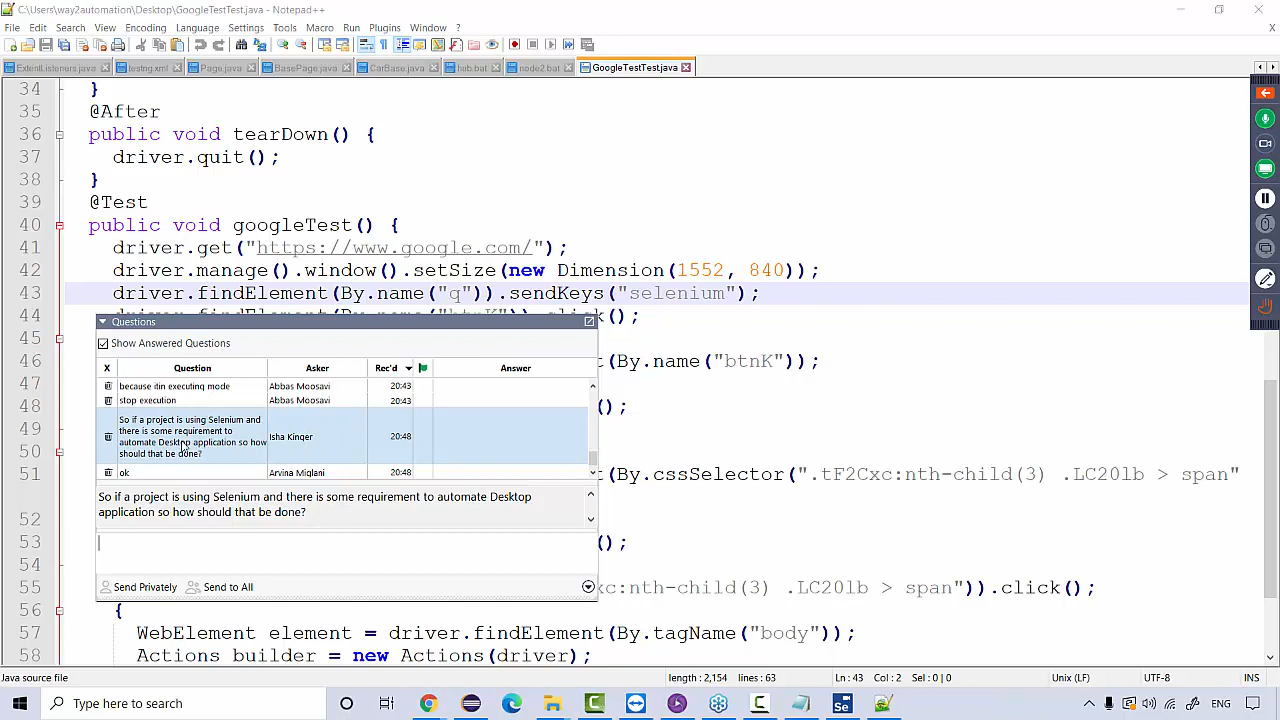 C:\Users\way2automation\Desktop\GoogleTestTest.java - Notepad++
File Edit Search View Encoding Language Settings Tools Macro Run Plugins Window ?
X
ExtentListeners.java testng.xml Page.java BasePage.java CarBase.java hub.bat node2.bat GoogleTestTest.java
34 }
35 @After
36 public void tearDown() {
37 driver.quit();
38 }
39 @Test
40 public void googleTest() {
41 driver.get("https://www.google.com/");
42 driver.manage().window().setSize(new Dimension(1552, 840));
43 driver.findElement(By.name("q")).sendKeys("selenium");
44 driver.findElement(By.name("btnK")).click();
45
46 t(By.name("btnK"));
47
48 ();
49
50
51 t(By.cssSelector(".tF2Cxc:nth-child(3) .LC20lb > span"
52
53 ();
54
55 xc:nth-child(3) .LC20lb > span")).click();
56 {
57 WebElement element = driver.findElement(By.tagName("body"));
58 Actions builder = new Actions(driver);
Questions
Show Answered Questions
X Question Asker Rec'd Answer
because itin executing mode Abbas Moosavi 20:43
stop execution Abbas Moosavi 20:43
So if a project is using Selenium and
there is some requirement to
automate Desktop application so how
should that be done?
Isha Kinger 20:48
ok Arvina Miglani 20:48
So if a project is using Selenium and there is some requirement to automate Desktop
application so how should that be done?
Send Privately Send to All
Java source file length : 2,154 lines : 63 Ln : 43 Col : 2 Sel : 0 | 0 Unix (LF) UTF-8 INS
Type here to search
Se
ENG